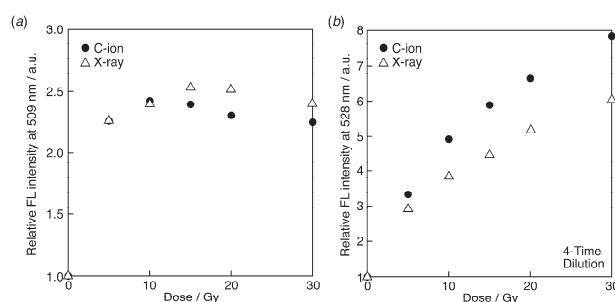 (a)
3.0
2.5
2.0
1.5
1.0
0
10
20
30
C-ion
X-ray
Relative FL intensity at 509 nm / a.u.
Dose / Gy
(b)
8
7
6
5
4
3
2
1
0
10
20
30
C-ion
X-ray
4-Time
Dilution
Relative FL intensity at 528 nm / a.u.
Dose / Gy